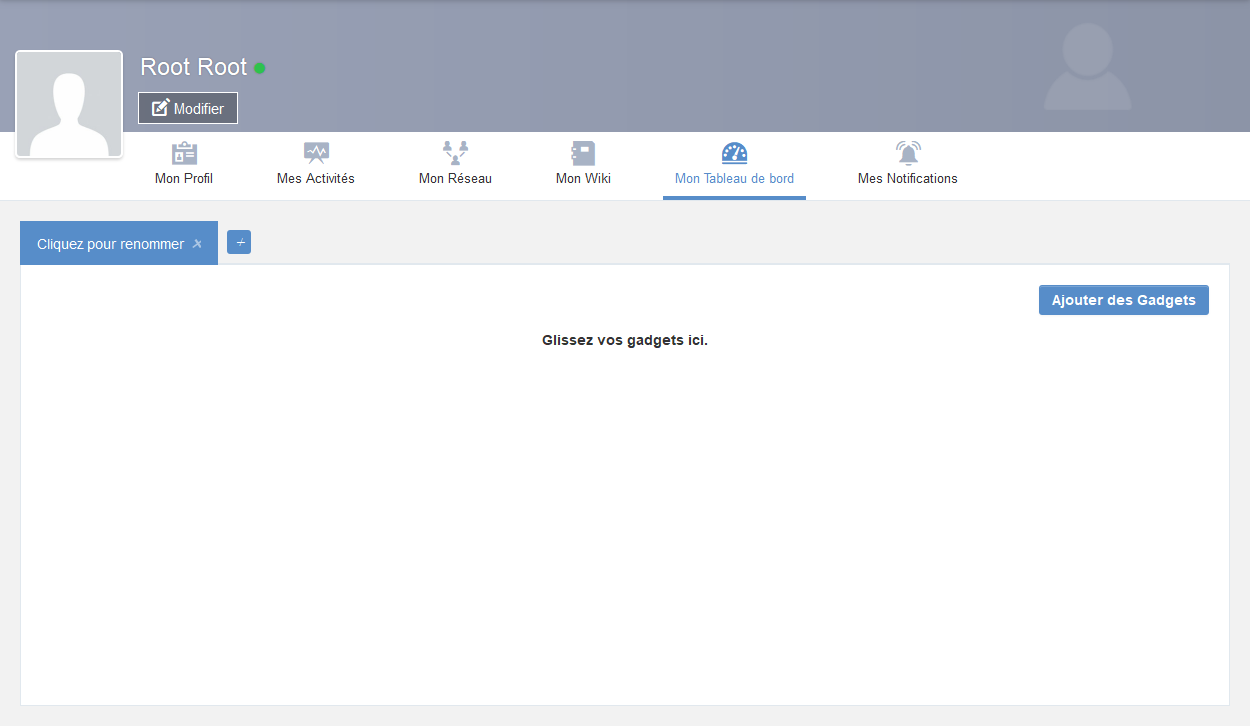 Root Root
Modifier
Mon Profil
Mes Activités
Mon Réseau
Mon Wiki
Mon Tableau de bord
Mes Notifications
Cliquez pour renommer
Ajouter des Gadgets
Glissez vos gadgets ici.